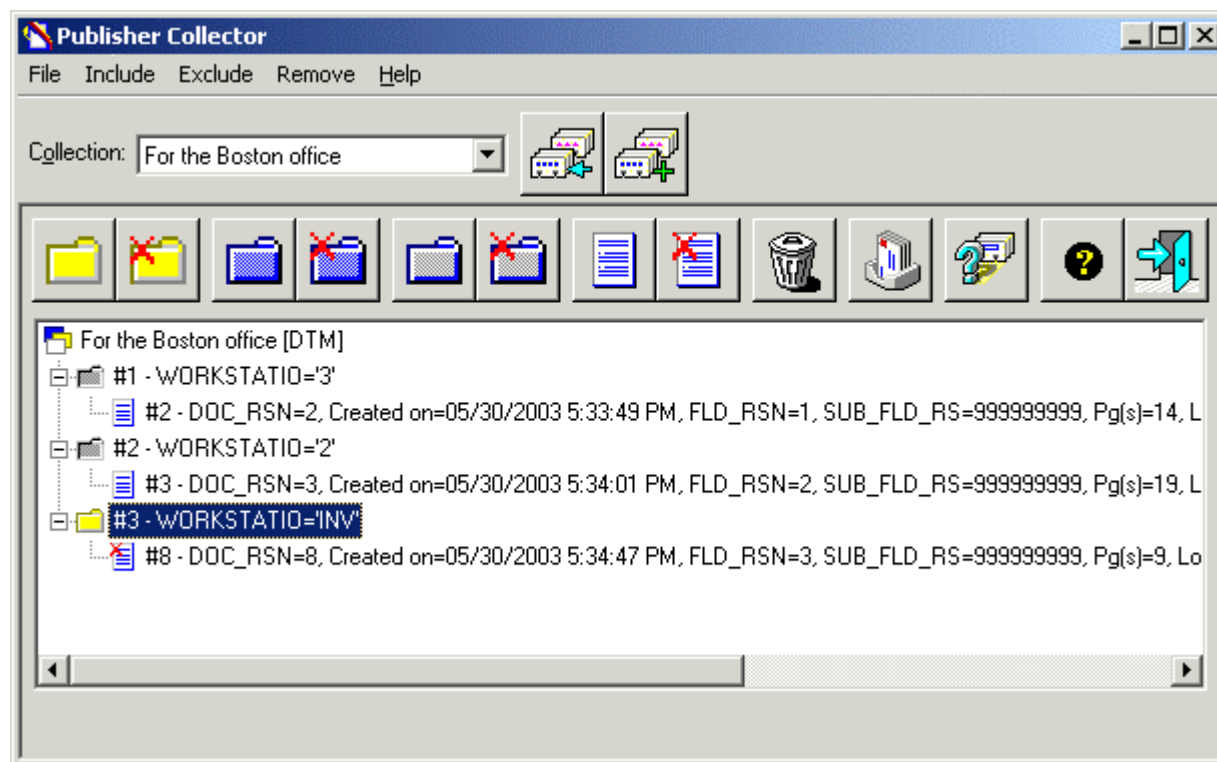 Publisher Collector
File Include Exclude Remove Help
Collection: For the Boston office
For the Boston office [DTM]
#1 - WORKSTATIO='3'
#2 - DOC_RSN=2, Created on=05/30/2003 5:33:49 PM, FLD_RSN=1, SUB_FLD_RS=999999999, Pg(s)=14, L
#2 - WORKSTATIO='2'
#3 - DOC_RSN=3, Created on=05/30/2003 5:34:01 PM, FLD_RSN=2, SUB_FLD_RS=999999999, Pg(s)=19, L
#3 - WORKSTATIO='INV'
#8 - DOC_RSN=8, Created on=05/30/2003 5:34:47 PM, FLD_RSN=3, SUB_FLD_RS=999999999, Pg(s)=9, Lo